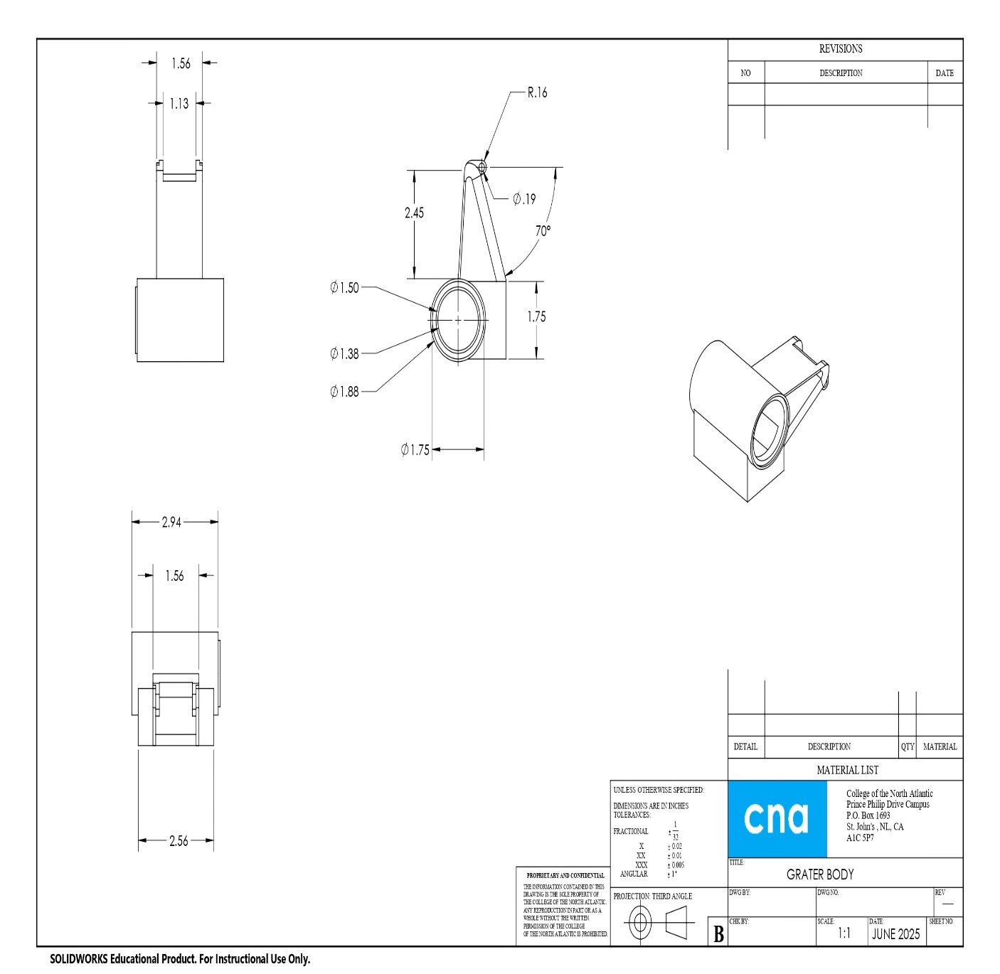 REVISIONS
NO DESCRIPTION DATE
1.56
1.13
R.16
Ø.19
2.45
70°
Ø1.50
1.75
Ø1.38
Ø1.88
Ø1.75
2.94
1.56
2.56
DETAIL DESCRIPTION QTY MATERIAL
MATERIAL LIST
UNLESS OTHERWISE SPECIFIED:
DIMENSIONS ARE IN INCHES
TOLERANCES:
FRACTIONAL ± 1/32
X ± 0.02
XX ± 0.01
XXX ± 0.005
ANGULAR ± 1°
cna
College of the North Atlantic
Prince Philip Drive Campus
P.O. Box 1693
St. John's , NL, CA
A1C 5P7
TITLE:
GRATER BODY
PROPRIETARY AND CONFIDENTIAL
THE INFORMATION CONTAINED IN THIS
DRAWING IS THE SOLE PROPERTY OF
THE COLLEGE OF THE NORTH ATLANTIC.
ANY REPRODUCTION IN PART OR AS A
WHOLE WITHOUT THE WRITTEN
PERMISSION OF THE COLLEGE
OF THE NORTH ATLANTIC IS PROHIBITED.
PROJECTION: THIRD ANGLE
B
DWG BY: DWG NO. REV
CHK BY: SCALE: DATE: SHEET NO.
1:1 JUNE 2025
SOLIDWORKS Educational Product. For Instructional Use Only.